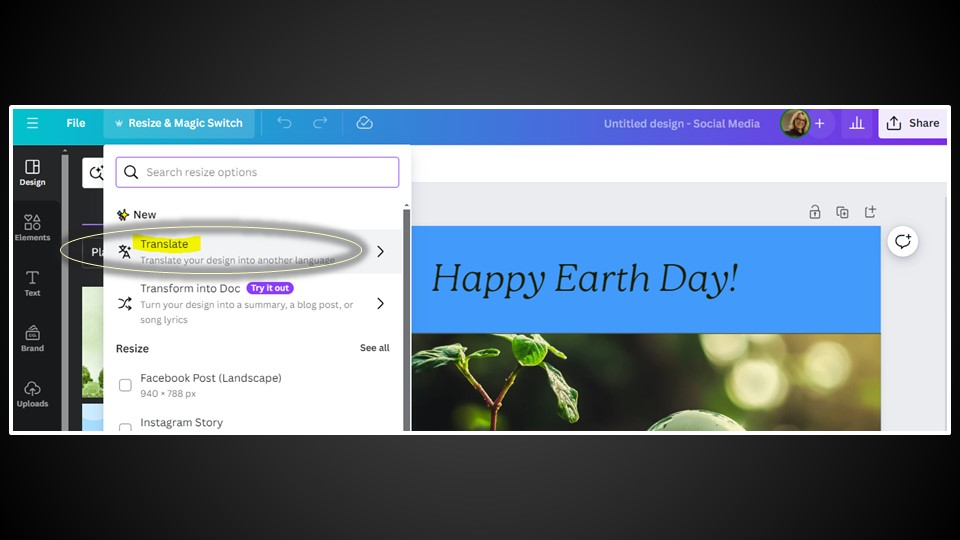 File
Resize & Magic Switch
Untitled design - Social Media
+
Share
Design
Elements
Text
Brand
Uploads
Search resize options
New
Translate
Translate your design into another language
Transform into Doc Try it out
Turn your design into a summary, a blog post, or
song lyrics
Resize See all
Facebook Post (Landscape)
940 × 788 px
Instagram Story
Happy Earth Day!